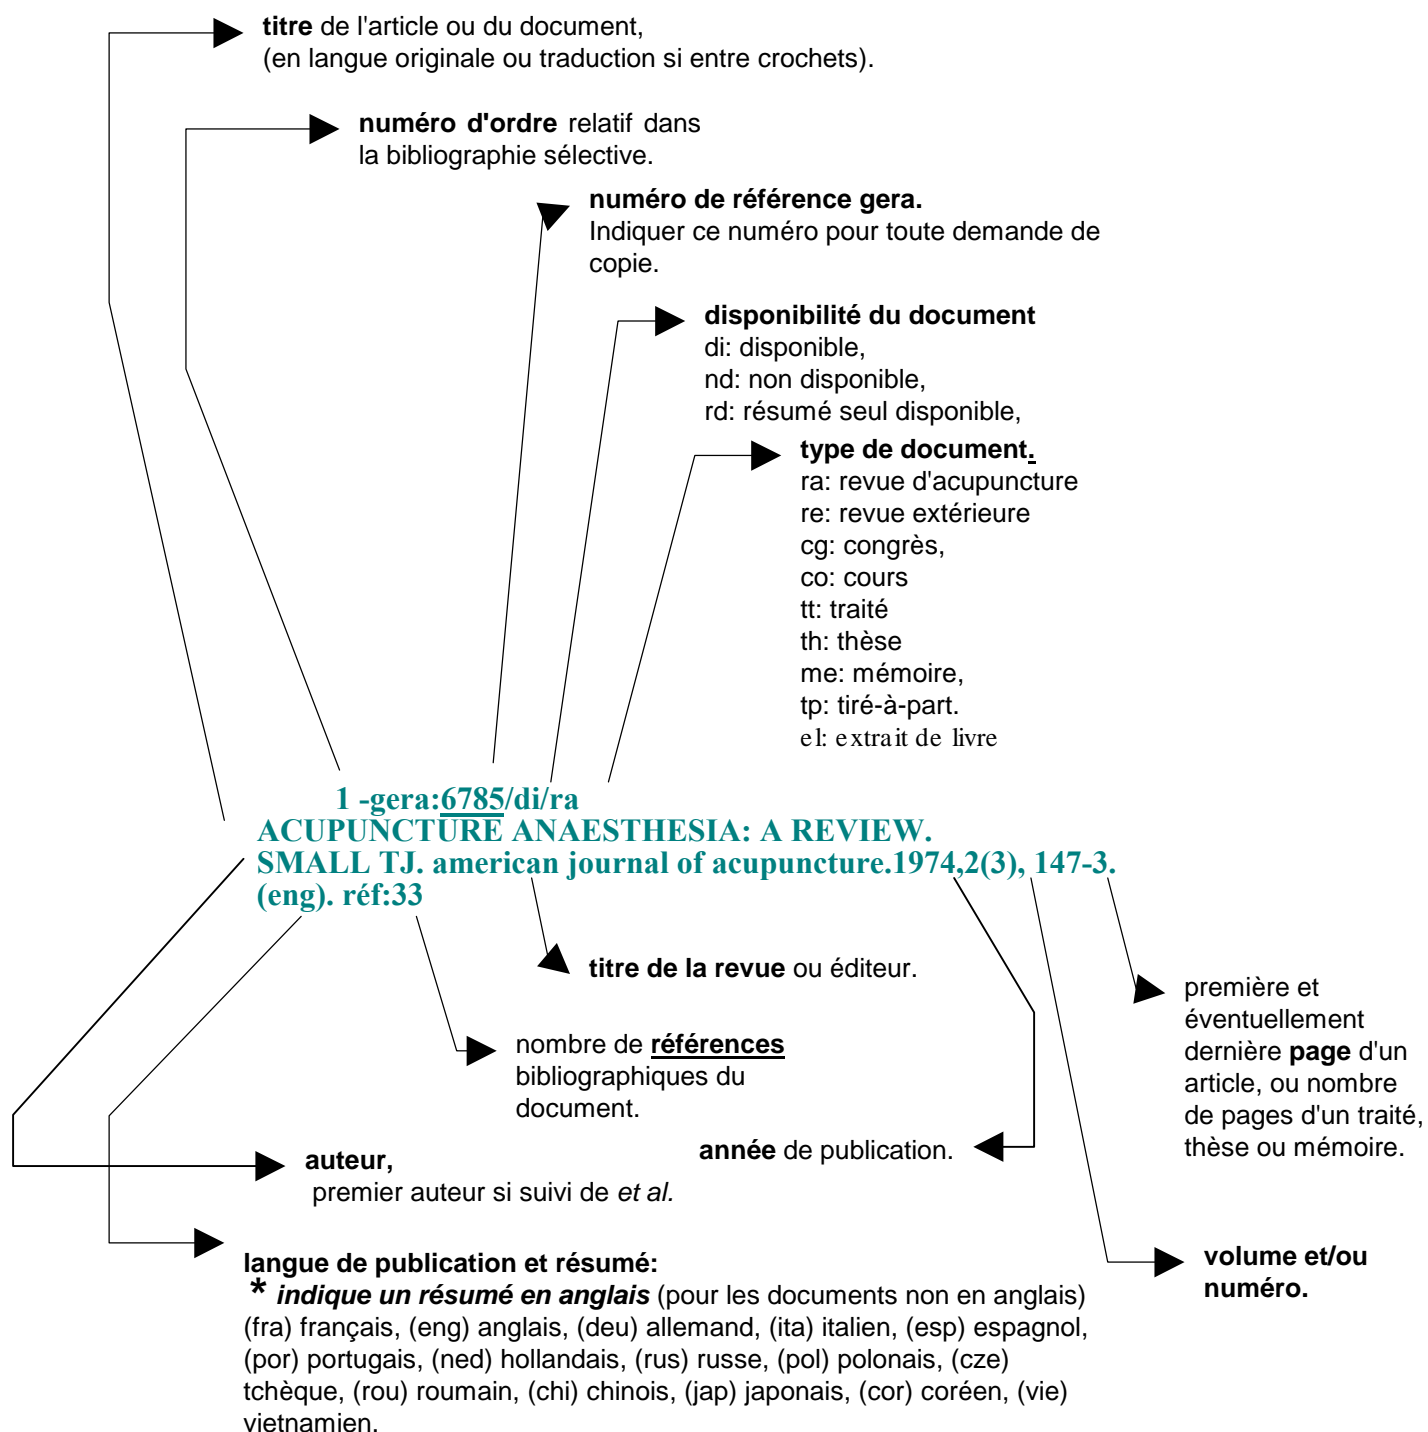 titre de l'article ou du document,
(en langue originale ou traduction si entre crochets).
numéro d'ordre relatif dans
la bibliographie sélective.
numéro de référence gera.
Indiquer ce numéro pour toute demande de
copie.
disponibilité du document
di: disponible,
nd: non disponible,
rd: résumé seul disponible,
type de document.
ra: revue d'acupuncture
re: revue extérieure
cg: congrès,
co: cours
tt: traité
th: thèse
me: mémoire,
tp: tiré-à-part.
el: extrait de livre
1 -gera:6785/di/ra
ACUPUNCTURE ANAESTHESIA: A REVIEW.
SMALL TJ. american journal of acupuncture.1974,2(3), 147-3.
(eng). réf:33
titre de la revue ou éditeur.
première et
éventuellement
dernière page d'un
article, ou nombre
de pages d'un traité,
thèse ou mémoire.
nombre de références
bibliographiques du
document.
année de publication.
auteur,
premier auteur si suivi de et al.
volume et/ou
numéro.
langue de publication et résumé:
* indique un résumé en anglais (pour les documents non en anglais)
(fra) français, (eng) anglais, (deu) allemand, (ita) italien, (esp) espagnol,
(por) portugais, (ned) hollandais, (rus) russe, (pol) polonais, (cze)
tchèque, (rou) roumain, (chi) chinois, (jap) japonais, (cor) coréen, (vie)
vietnamien.